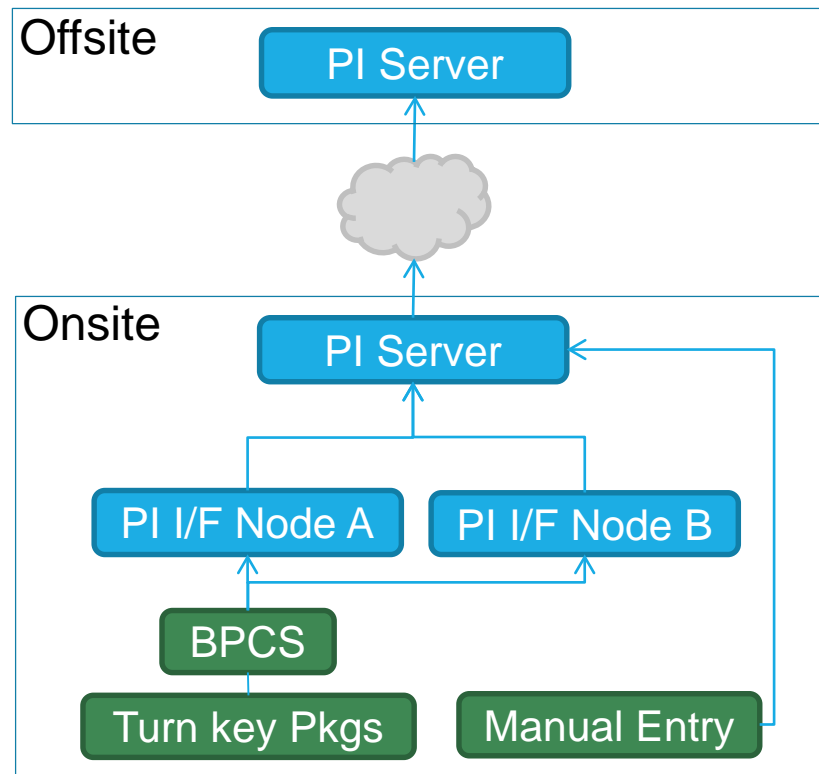 Offsite
PI Server
Onsite
PI Server
PI I/F Node A
PI I/F Node B
BPCS
Turn key Pkgs
Manual Entry